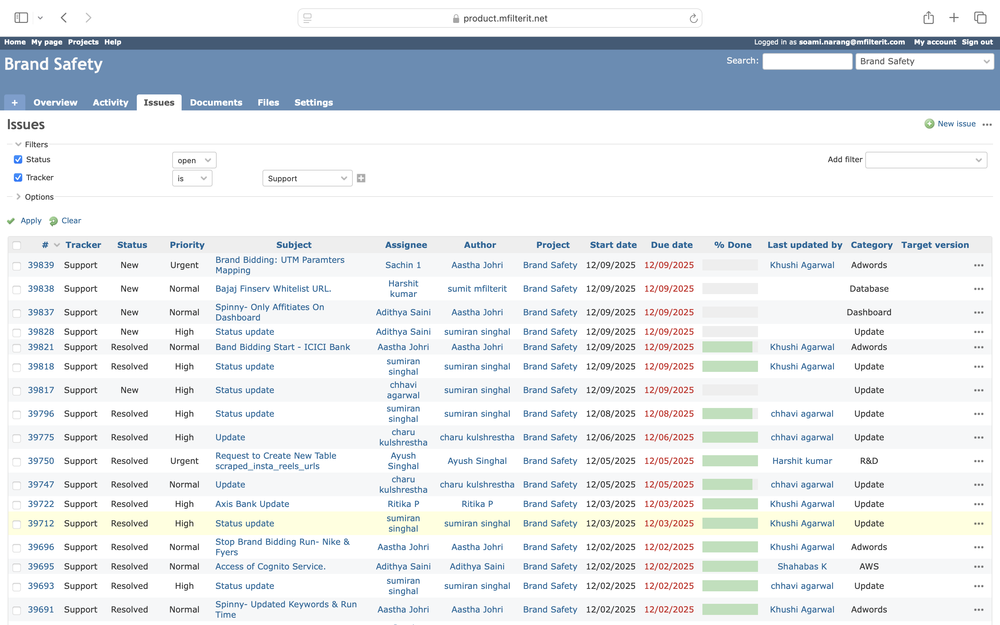 product.mfilterit.net
Home My page Projects Help Logged in as soami.narang@mfilterit.com My account Sign out
Brand Safety Search: Brand Safety
+ Overview Activity Issues Documents Files Settings
Issues New issue
Filters
Status open Add filter
Tracker is Support
Options
Apply Clear
# Tracker Status Priority Subject Assignee Author Project Start date Due date % Done Last updated by Category Target version
39839 Support New Urgent Brand Bidding: UTM Paramters Mapping Sachin 1 Aastha Johri Brand Safety 12/09/2025 12/09/2025 Khushi Agarwal Adwords
39838 Support New Normal Bajaj Finserv Whitelist URL. Harshit kumar sumit mfilterit Brand Safety 12/09/2025 12/09/2025 Database
39837 Support New Normal Spinny- Only Affitiates On Dashboard Adithya Saini Aastha Johri Brand Safety 12/09/2025 12/09/2025 Dashboard
39828 Support New High Status update Adithya Saini sumiran singhal Brand Safety 12/09/2025 12/09/2025 Update
39821 Support Resolved Normal Band Bidding Start - ICICI Bank Aastha Johri Aastha Johri Brand Safety 12/09/2025 12/09/2025 Khushi Agarwal Adwords
39818 Support Resolved High Status update sumiran singhal sumiran singhal Brand Safety 12/09/2025 12/09/2025 Khushi Agarwal Update
39817 Support New High Status update chhavi agarwal sumiran singhal Brand Safety 12/09/2025 12/09/2025 Update
39796 Support Resolved High Status update sumiran singhal sumiran singhal Brand Safety 12/08/2025 12/08/2025 chhavi agarwal Update
39775 Support Resolved High Update charu kulshrestha charu kulshrestha Brand Safety 12/06/2025 12/06/2025 chhavi agarwal Update
39750 Support Resolved Urgent Request to Create New Table scraped_insta_reels_urls Ayush Singhal Ayush Singhal Brand Safety 12/05/2025 12/05/2025 Harshit kumar R&D
39747 Support Resolved Normal Update charu kulshrestha charu kulshrestha Brand Safety 12/05/2025 12/05/2025 chhavi agarwal Update
39722 Support Resolved High Axis Bank Update Ritika P Ritika P Brand Safety 12/03/2025 12/03/2025 Khushi Agarwal Update
39712 Support Resolved High Status update sumiran singhal sumiran singhal Brand Safety 12/03/2025 12/03/2025 Khushi Agarwal Update
39696 Support Resolved Normal Stop Brand Bidding Run- Nike & Fyers Aastha Johri Aastha Johri Brand Safety 12/02/2025 12/02/2025 Khushi Agarwal Adwords
39695 Support Resolved Normal Access of Cognito Service. Adithya Saini Adithya Saini Brand Safety 12/02/2025 12/02/2025 Shahabas K AWS
39693 Support Resolved High Status update sumiran singhal sumiran singhal Brand Safety 12/02/2025 12/02/2025 chhavi agarwal Update
39691 Support Resolved Normal Spinny- Updated Keywords & Run Time Aastha Johri Aastha Johri Brand Safety 12/02/2025 12/02/2025 Khushi Agarwal Adwords